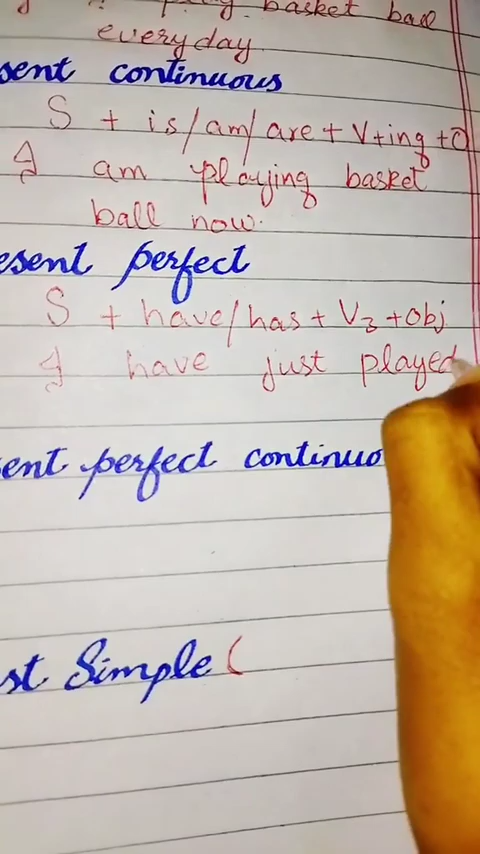 basket ball
everyday
sent continuous
S + is/am/are + V+ing + O
I am playing basket
ball now.
esent perfect
S + have/has + V3 + obj
I have just played
ent perfect continuo
st Simple (